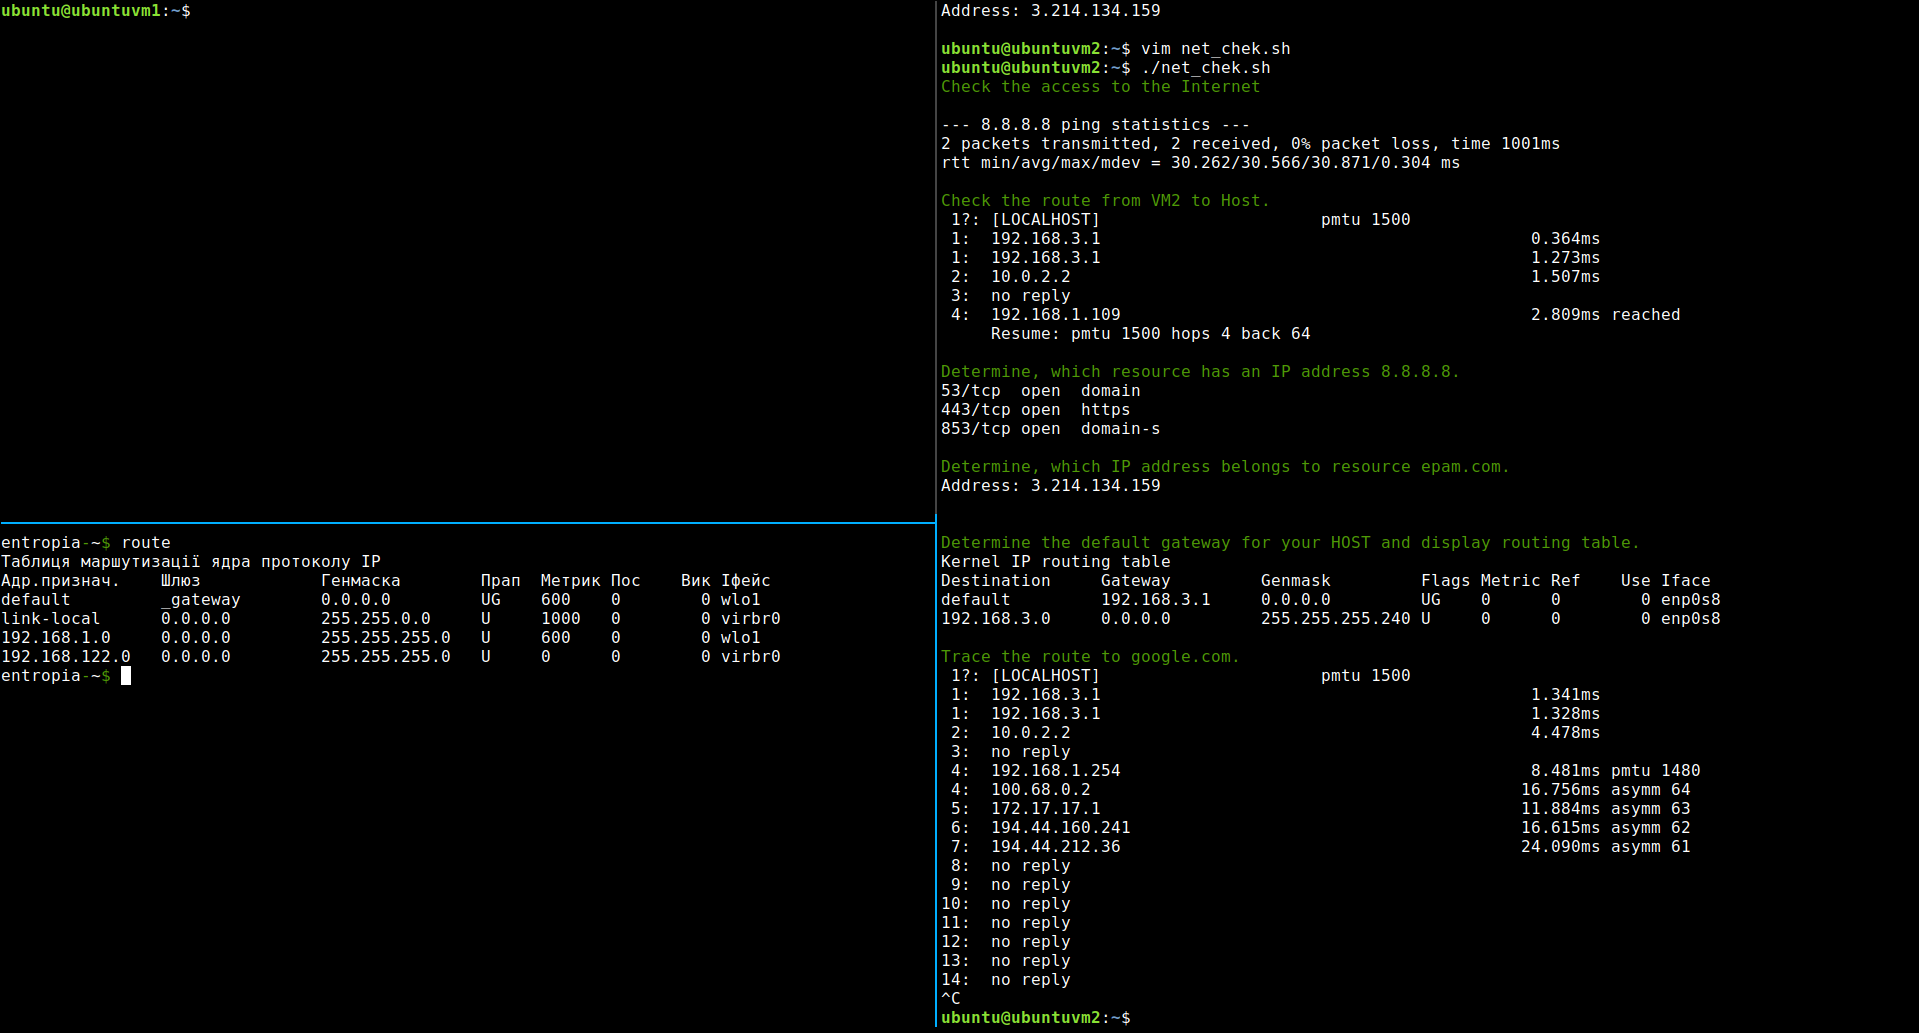 ubuntu@ubuntuvm1:~$
entropia-~$ route
Таблиця маршутизації ядра протоколу IP
Адр.признач.    Шлюз            Генмаска        Прап  Метрик Пос    Вик Іфейс
default         _gateway        0.0.0.0         UG    600    0        0 wlo1
link-local      0.0.0.0         255.255.0.0     U     1000   0        0 virbr0
192.168.1.0     0.0.0.0         255.255.255.0   U     600    0        0 wlo1
192.168.122.0   0.0.0.0         255.255.255.0   U     0      0        0 virbr0
entropia-~$
Address: 3.214.134.159
ubuntu@ubuntuvm2:~$ vim net_chek.sh
ubuntu@ubuntuvm2:~$ ./net_chek.sh
Check the access to the Internet
--- 8.8.8.8 ping statistics ---
2 packets transmitted, 2 received, 0% packet loss, time 1001ms
rtt min/avg/max/mdev = 30.262/30.566/30.871/0.304 ms
Check the route from VM2 to Host.
 1?: [LOCALHOST]                      pmtu 1500
 1:  192.168.3.1                                           0.364ms
 1:  192.168.3.1                                           1.273ms
 2:  10.0.2.2                                              1.507ms
 3:  no reply
 4:  192.168.1.109                                         2.809ms reached
     Resume: pmtu 1500 hops 4 back 64
Determine, which resource has an IP address 8.8.8.8.
53/tcp  open  domain
443/tcp open  https
853/tcp open  domain-s
Determine, which IP address belongs to resource epam.com.
Address: 3.214.134.159
Determine the default gateway for your HOST and display routing table.
Kernel IP routing table
Destination     Gateway         Genmask         Flags Metric Ref    Use Iface
default         192.168.3.1     0.0.0.0         UG    0      0        0 enp0s8
192.168.3.0     0.0.0.0         255.255.255.240 U     0      0        0 enp0s8
Trace the route to google.com.
 1?: [LOCALHOST]                      pmtu 1500
 1:  192.168.3.1                                           1.341ms
 1:  192.168.3.1                                           1.328ms
 2:  10.0.2.2                                              4.478ms
 3:  no reply
 4:  192.168.1.254                                         8.481ms pmtu 1480
 4:  100.68.0.2                                           16.756ms asymm 64
 5:  172.17.17.1                                          11.884ms asymm 63
 6:  194.44.160.241                                       16.615ms asymm 62
 7:  194.44.212.36                                        24.090ms asymm 61
 8:  no reply
 9:  no reply
10:  no reply
11:  no reply
12:  no reply
13:  no reply
14:  no reply
^C
ubuntu@ubuntuvm2:~$